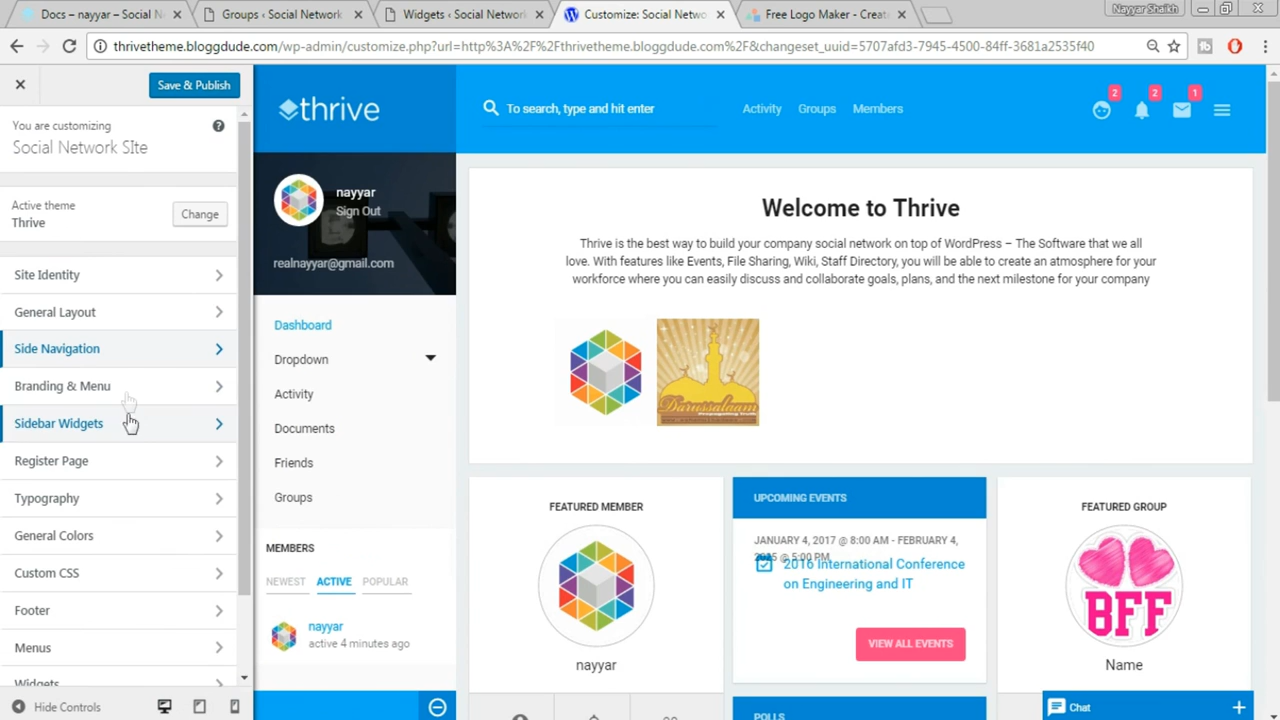 Docs – nayyar – Social N
Groups ‹ Social Network
Widgets ‹ Social Network
Customize: Social Netwo
Free Logo Maker - Create
Nayyar Shaikh
thrivetheme.bloggdude.com/wp-admin/customize.php?url=http%3A%2F%2Fthrivetheme.bloggdude.com%2F&changeset_uuid=5707afd3-7945-4500-84ff-3681a2535f40
Save & Publish
You are customizing
Social Network SIte
Active theme
Thrive
Change
Site Identity
General Layout
Side Navigation
Branding & Menu
Sidebar Widgets
Register Page
Typography
General Colors
Custom CSS
Footer
Menus
Widgets
Hide Controls
thrive
To search, type and hit enter
Activity
Groups
Members
2
2
1
nayyar
Sign Out
realnayyar@gmail.com
Dashboard
Dropdown
Activity
Documents
Friends
Groups
MEMBERS
NEWEST
ACTIVE
POPULAR
nayyar
active 4 minutes ago
Welcome to Thrive
Thrive is the best way to build your company social network on top of WordPress – The Software that we all
love. With features like Events, File Sharing, Wiki, Staff Directory, you will be able to create an atmosphere for your
workforce where you can easily discuss and collaborate goals, plans, and the next milestone for your company
Darussalaam
FEATURED MEMBER
nayyar
UPCOMING EVENTS
JANUARY 4, 2017 @ 8:00 AM - FEBRUARY 4,
@ 5:00 PM
2016 International Conference
on Engineering and IT
VIEW ALL EVENTS
POLLS
FEATURED GROUP
BFF
Name
Chat